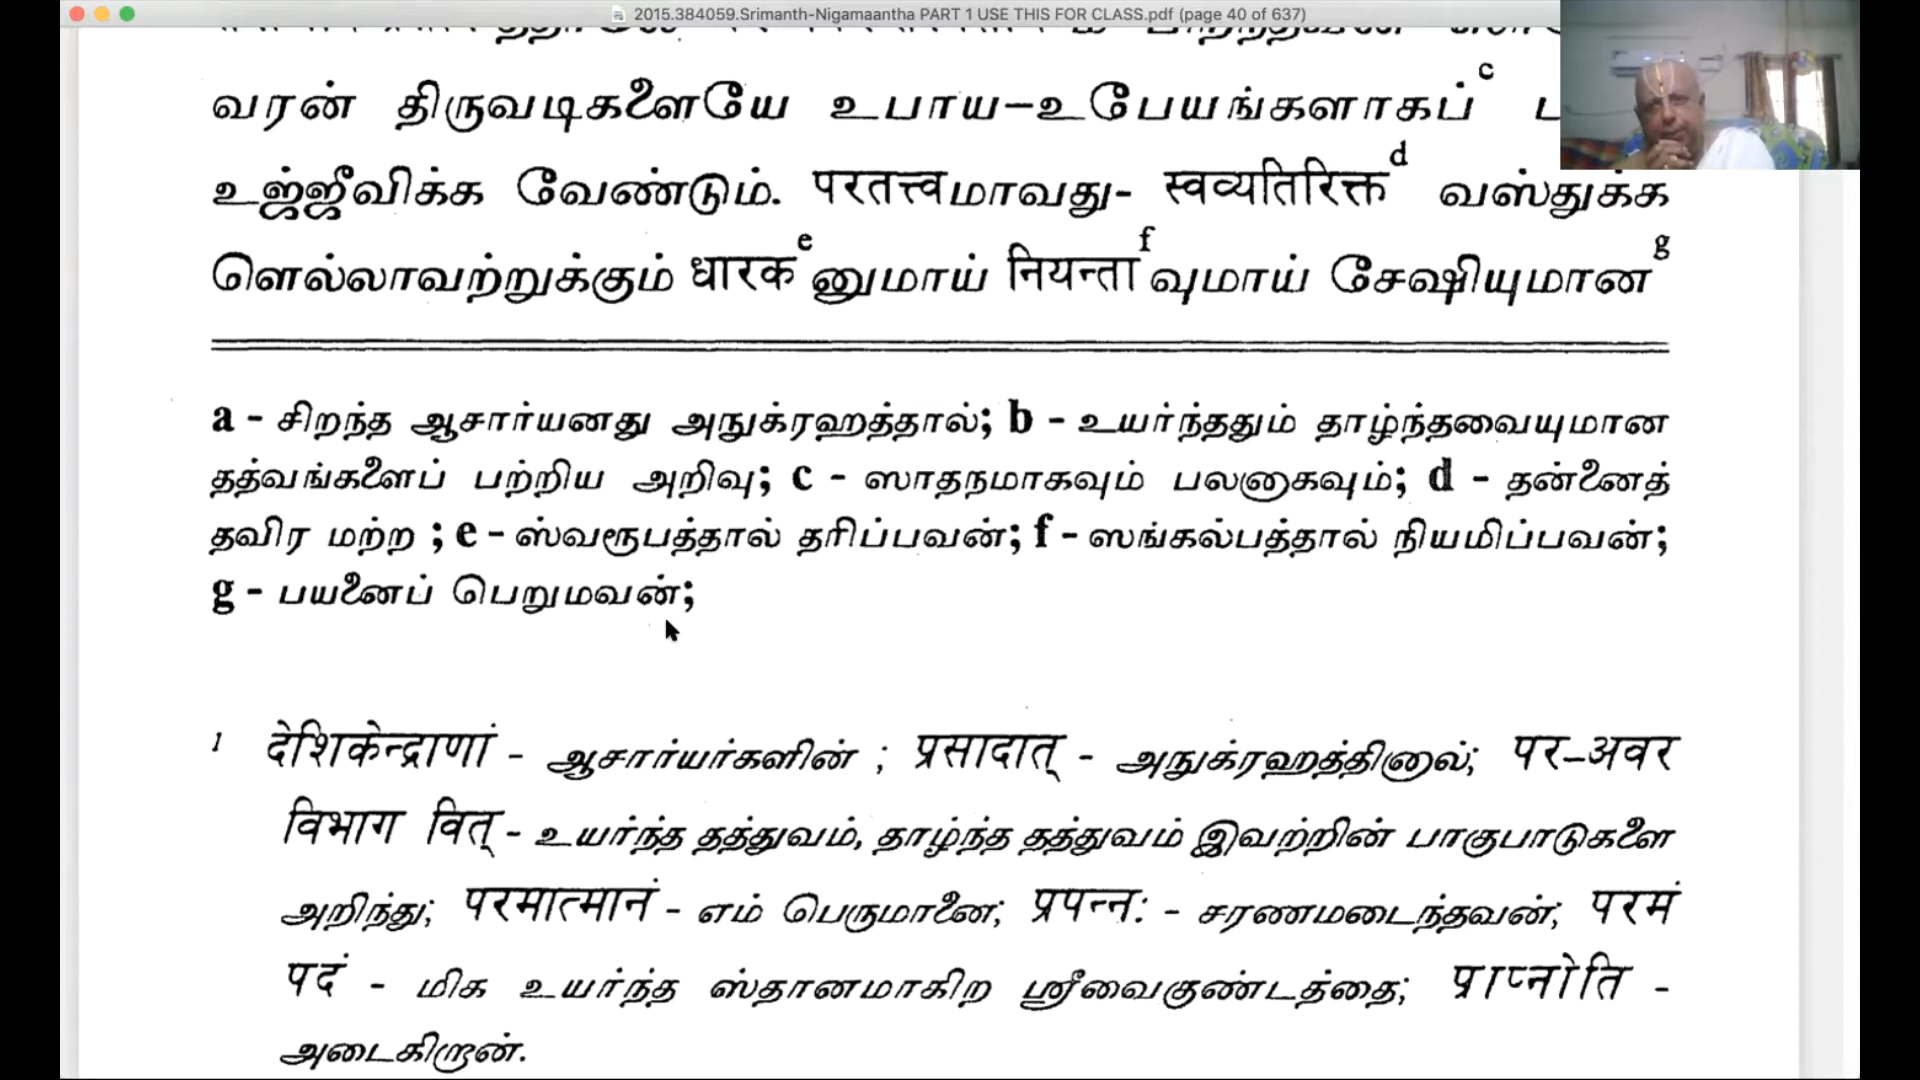 2015.384059.Srimanth-Nigamaantha PART 1 USE THIS FOR CLASS.pdf (page 40 of 637)
வரன் திருவடிகளையே உபாய–உபேயங்களாகப் c
உஜ்ஜீவிக்க வேண்டும். परतत्त्वமாவது- स्वव्यतिरिक्त d வஸ்துக்க
ளெல்லாவற்றுக்கும் धारक e னுமாய் नियन्ता f வுமாய் சேஷியுமான g
a - சிறந்த ஆசார்யனது அநுக்ரஹத்தால்; b - உயர்ந்ததும் தாழ்ந்தவையுமான
தத்வங்களைப் பற்றிய அறிவு; c - ஸாதநமாகவும் பலனாகவும்; d - தன்னைத்
தவிர மற்ற ; e - ஸ்வரூபத்தால் தரிப்பவன்; f - ஸங்கல்பத்தால் நியமிப்பவன்;
g - பயனைப் பெறுமவன்;
1 देशिकेन्द्राणां - ஆசார்யர்களின் ; प्रसादात् - அநுக்ரஹத்தினால்; पर–अवर
विभाग वित् - உயர்ந்த தத்துவம், தாழ்ந்த தத்துவம் இவற்றின் பாகுபாடுகளை
அறிந்து; परमात्मानं - எம் பெருமானை; प्रपन्न: - சரணமடைந்தவன்; परमं
पदं - மிக உயர்ந்த ஸ்தானமாகிற ஸ்ரீவைகுண்டத்தை; प्राप्नोति -
அடைகிறான்.